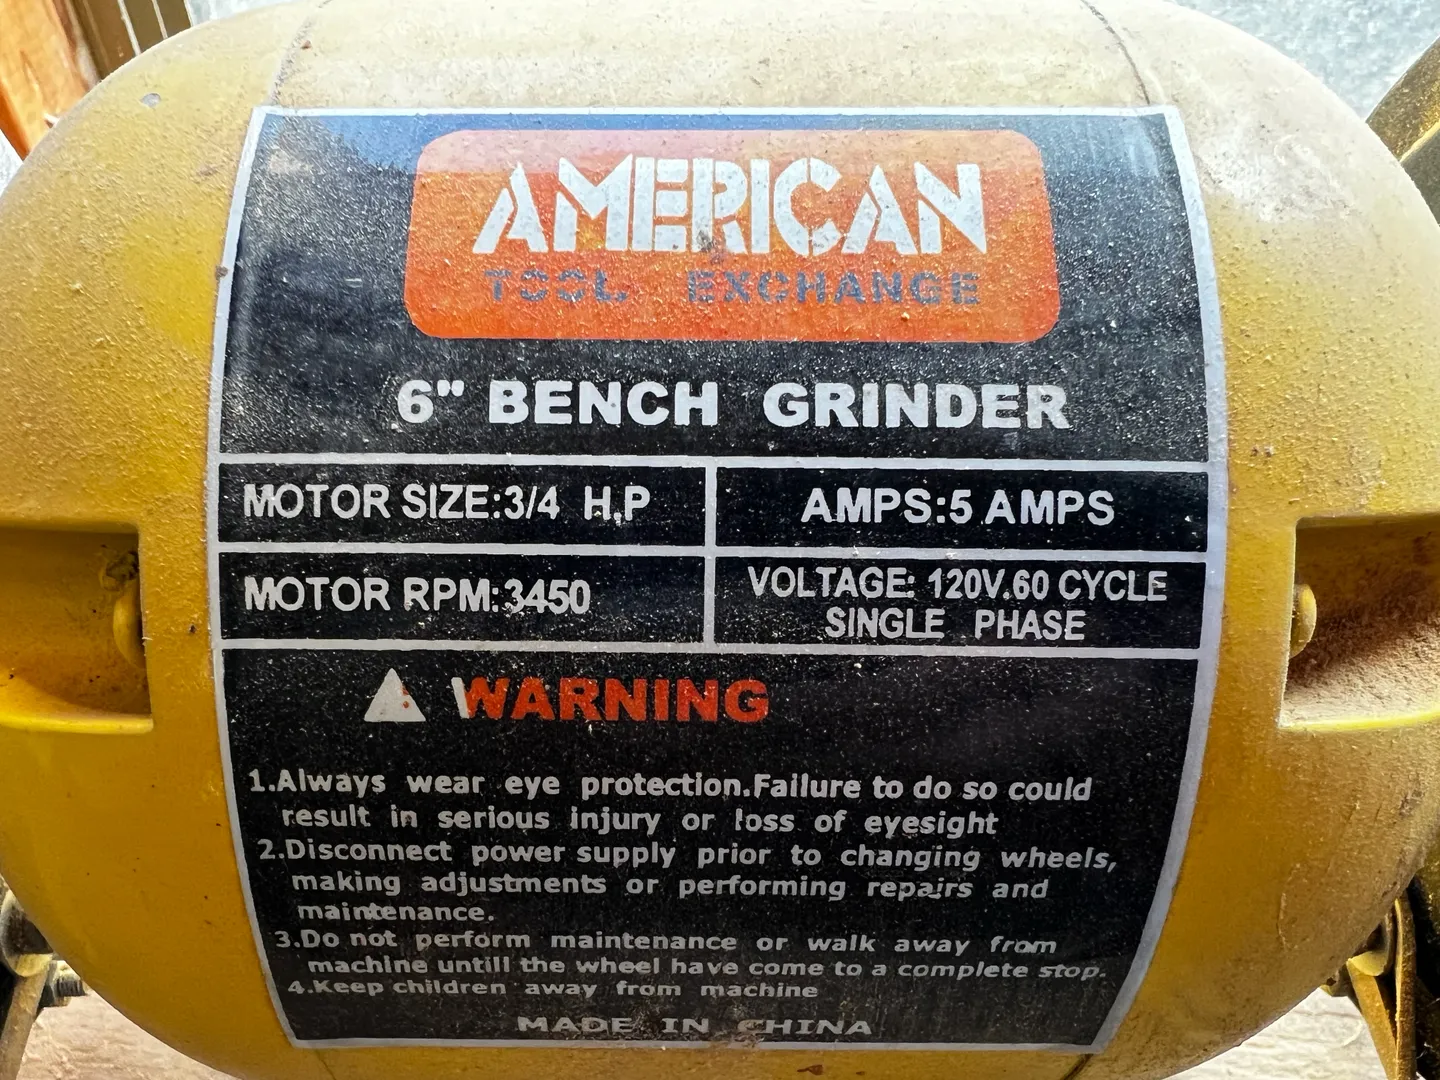 AMERICAN
TOOL EXCHANGE
6" BENCH GRINDER
MOTOR SIZE:3/4 H.P
AMPS:5 AMPS
MOTOR RPM:3450
VOLTAGE: 120V.60 CYCLE
SINGLE PHASE
WARNING
1.Always wear eye protection.Failure to do so could
result in serious injury or loss of eyesight
2.Disconnect power supply prior to changing wheels,
making adjustments or performing repairs and
maintenance.
3.Do not perform maintenance or walk away from
machine untill the wheel have come to a complete stop.
4.Keep children away from machine
MADE IN CHINA